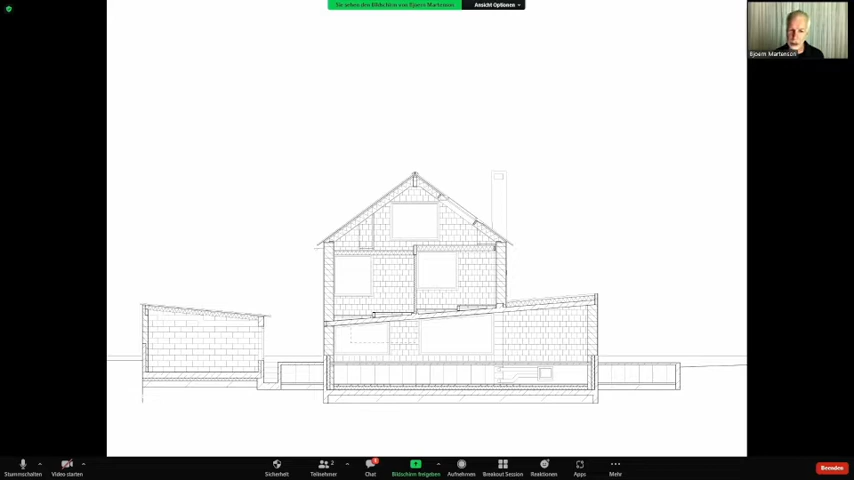 Sie sehen den Bildschirm von Bjoern Martenson
Ansicht Optionen
Bjoern Martenson
Stummschalten
Video starten
Sicherheit
2
Teilnehmer
Chat
Bildschirm freigeben
Aufnehmen
Breakout Session
Reaktionen
Apps
Mehr
Beenden